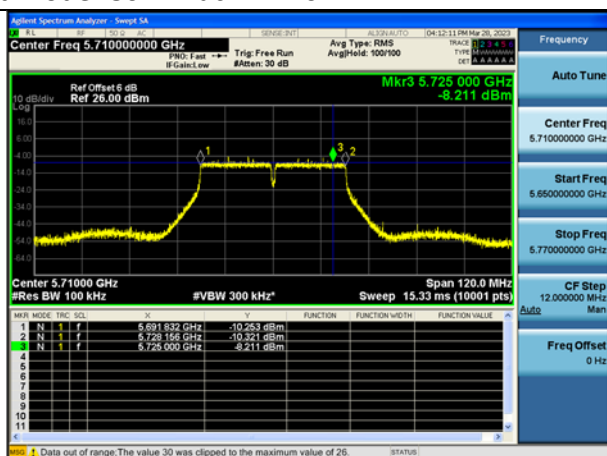 Agilent Spectrum Analyzer - Swept SA
RL RF 50 Ω AC SENSE:INT ALIGNAUTO 04:12:11 PM Mar 28, 2023
Center Freq 5.710000000 GHz
PNO: Fast
IFGain:Low
Trig: Free Run
#Atten: 30 dB
Avg Type: RMS
Avg|Hold: 100/100
TRACE 1 2 3 4 5 6
TYPE
DET A A A A A A
Frequency
Ref Offset 6 dB
Ref 26.00 dBm
Mkr3 5.725 000 GHz
-8.211 dBm
10 dB/div
Log
16.0
6.00
-4.00
-14.0
-24.0
-34.0
-44.0
-54.0
-64.0
1
3
2
Center 5.71000 GHz
#Res BW 100 kHz
#VBW 300 kHz*
Span 120.0 MHz
Sweep 15.33 ms (10001 pts)
MKR MODE TRC SCL X Y FUNCTION FUNCTION WIDTH FUNCTION VALUE
1 N 1 f 5.691 832 GHz -10.253 dBm
2 N 1 f 5.728 156 GHz -10.321 dBm
3 N 1 f 5.725 000 GHz -8.211 dBm
4
5
6
7
8
9
10
11
Auto Tune
Center Freq
5.710000000 GHz
Start Freq
5.650000000 GHz
Stop Freq
5.770000000 GHz
CF Step
12.000000 MHz
Auto Man
Freq Offset
0 Hz
MSG Data out of range;The value 30 was clipped to the maximum value of 26. STATUS